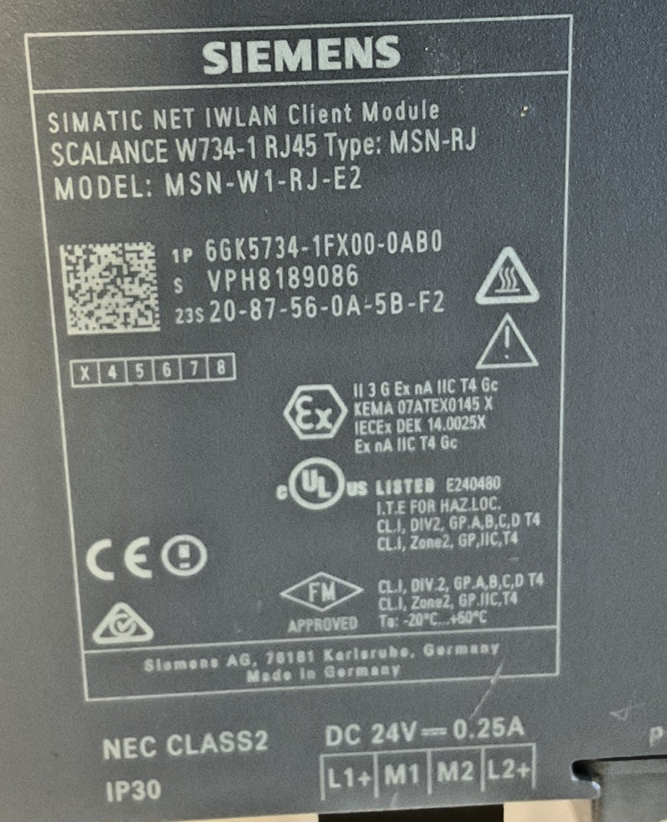 SIEMENS
SIMATIC NET IWLAN Client Module
SCALANCE W734-1 RJ45 Type: MSN-RJ
MODEL: MSN-W1-RJ-E2
1P 6GK5734-1FX00-0AB0
S VPH8189086
23S 20-87-56-0A-5B-F2
X 4 5 6 7 8
Ex II 3 G Ex nA IIC T4 Gc
KEMA 07ATEX0145 X
IECEx DEK 14.0025X
Ex nA IIC T4 Gc
c UL US LISTED E240480
I.T.E FOR HAZ.LOC.
CL.I, DIV2, GP.A,B,C,D T4
CL.I, Zone2, GP,IIC,T4
CE
FM APPROVED
CL.I, DIV.2, GP.A,B,C,D T4
CL.I, Zone2, GP.IIC,T4
Ta: -20°C...+60°C
Siemens AG, 76181 Karlsruhe, Germany
Made in Germany
NEC CLASS2
DC 24V 0.25A
IP30
L1+ M1 M2 L2+
P